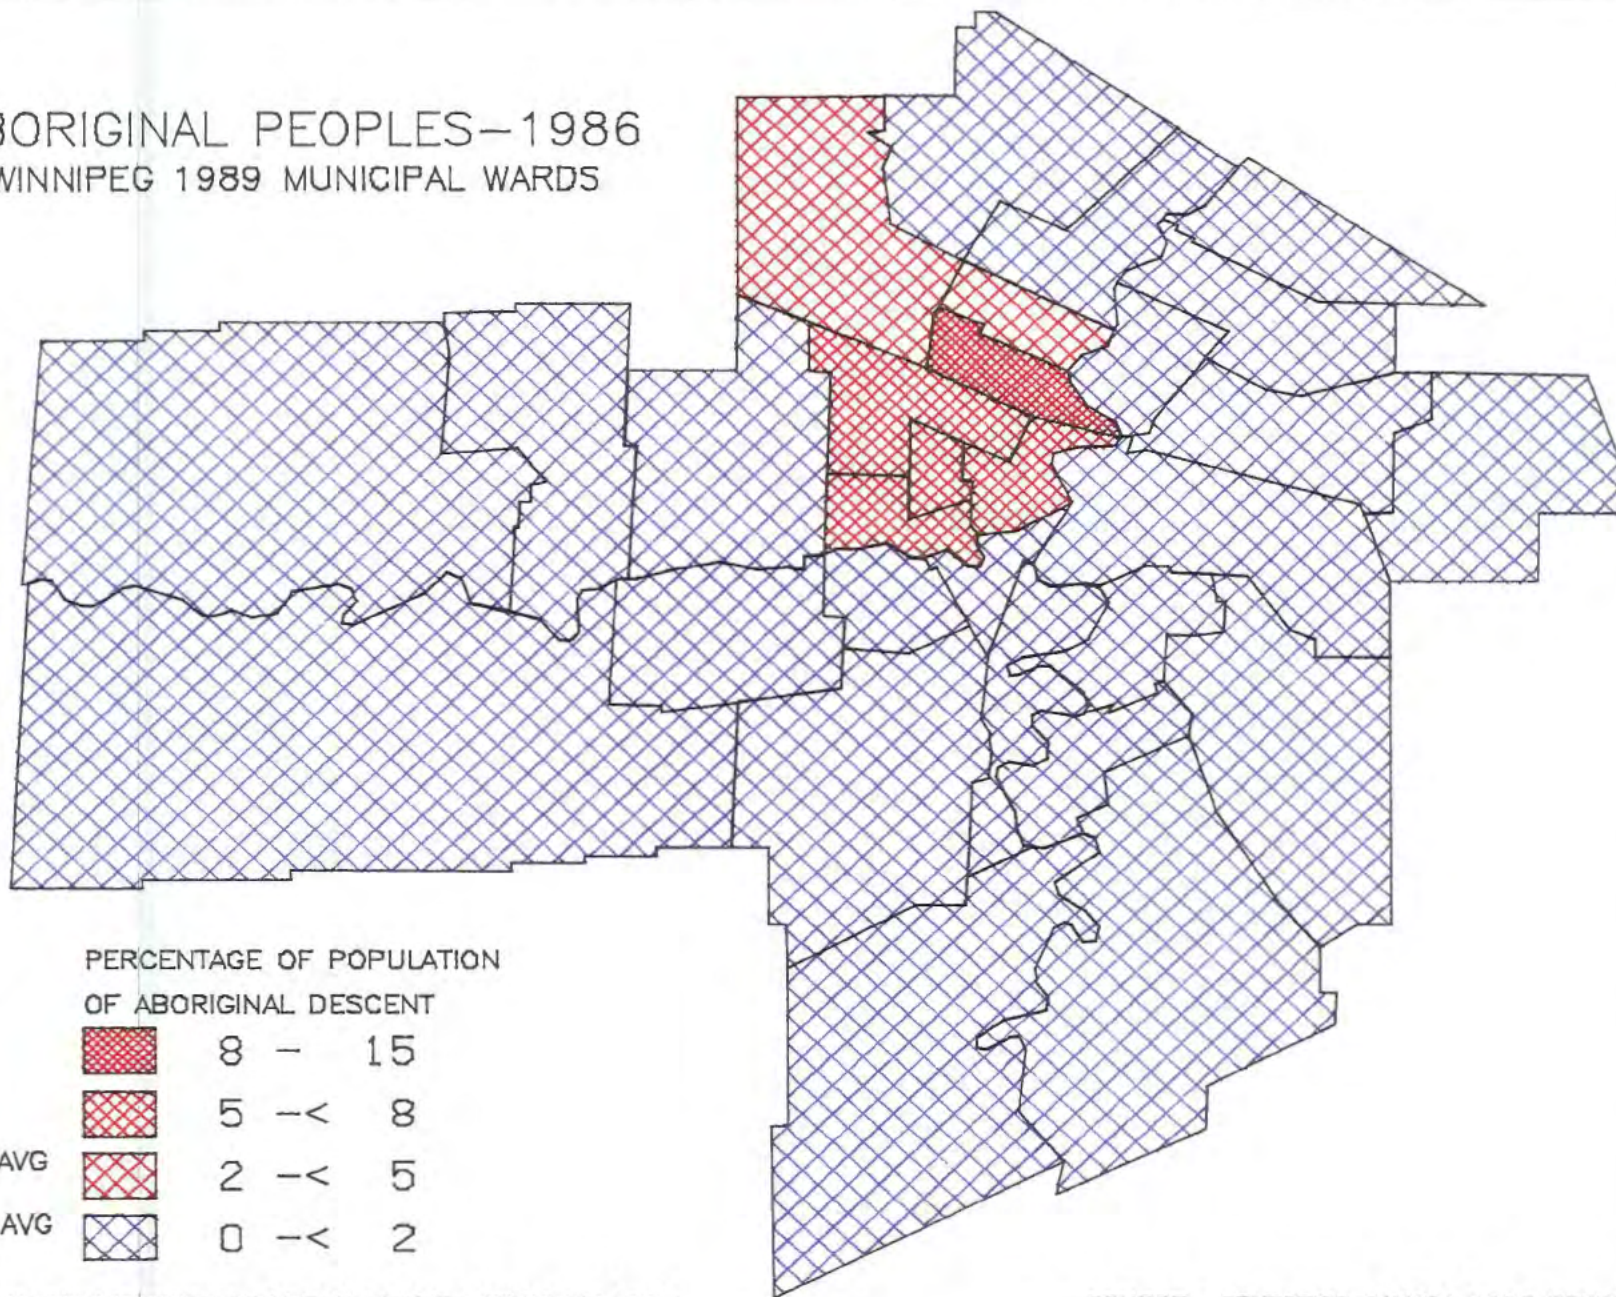 BORIGINAL PEOPLES-1986
WINNIPEG 1989 MUNICIPAL WARDS
PERCENTAGE OF POPULATION
OF ABORIGINAL DESCENT
8 - 15
5 -< 8
AVG 2 -< 5
AVG 0 -< 2